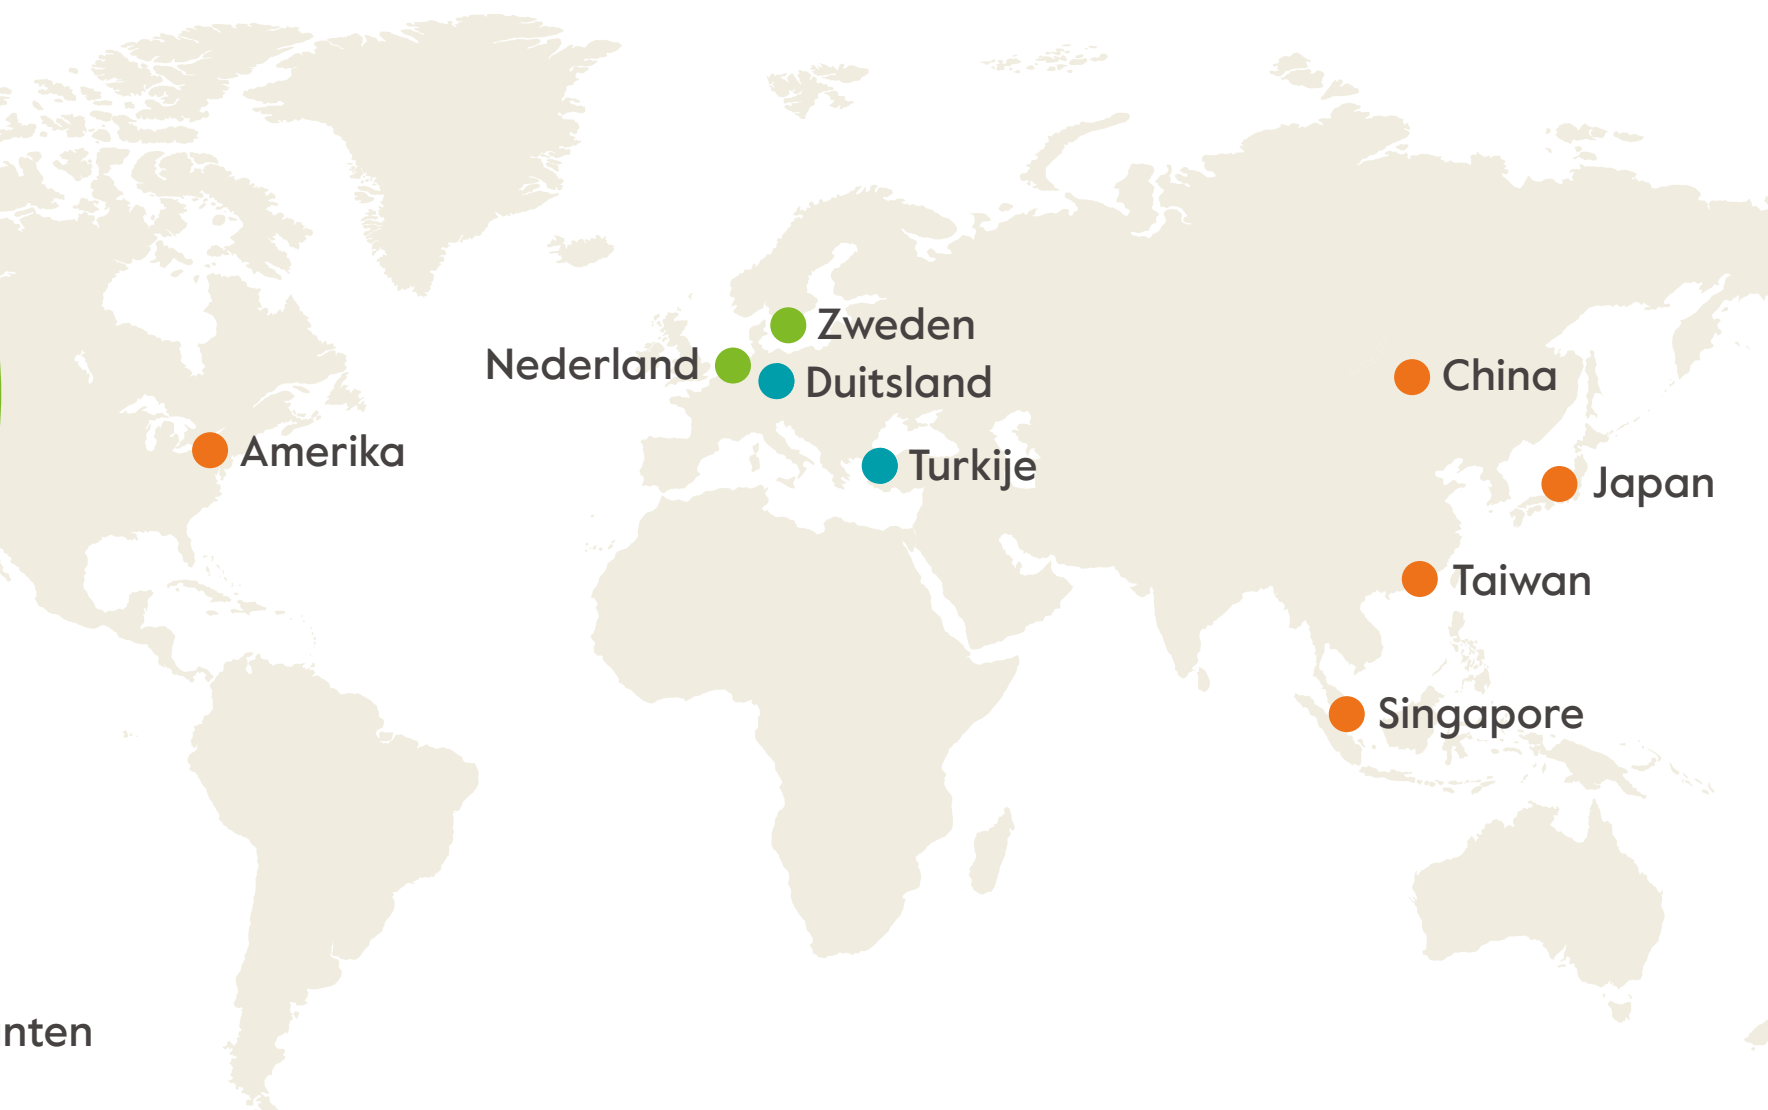 Zweden
Nederland
Duitsland
China
Amerika
Turkije
Japan
Taiwan
Singapore
nten